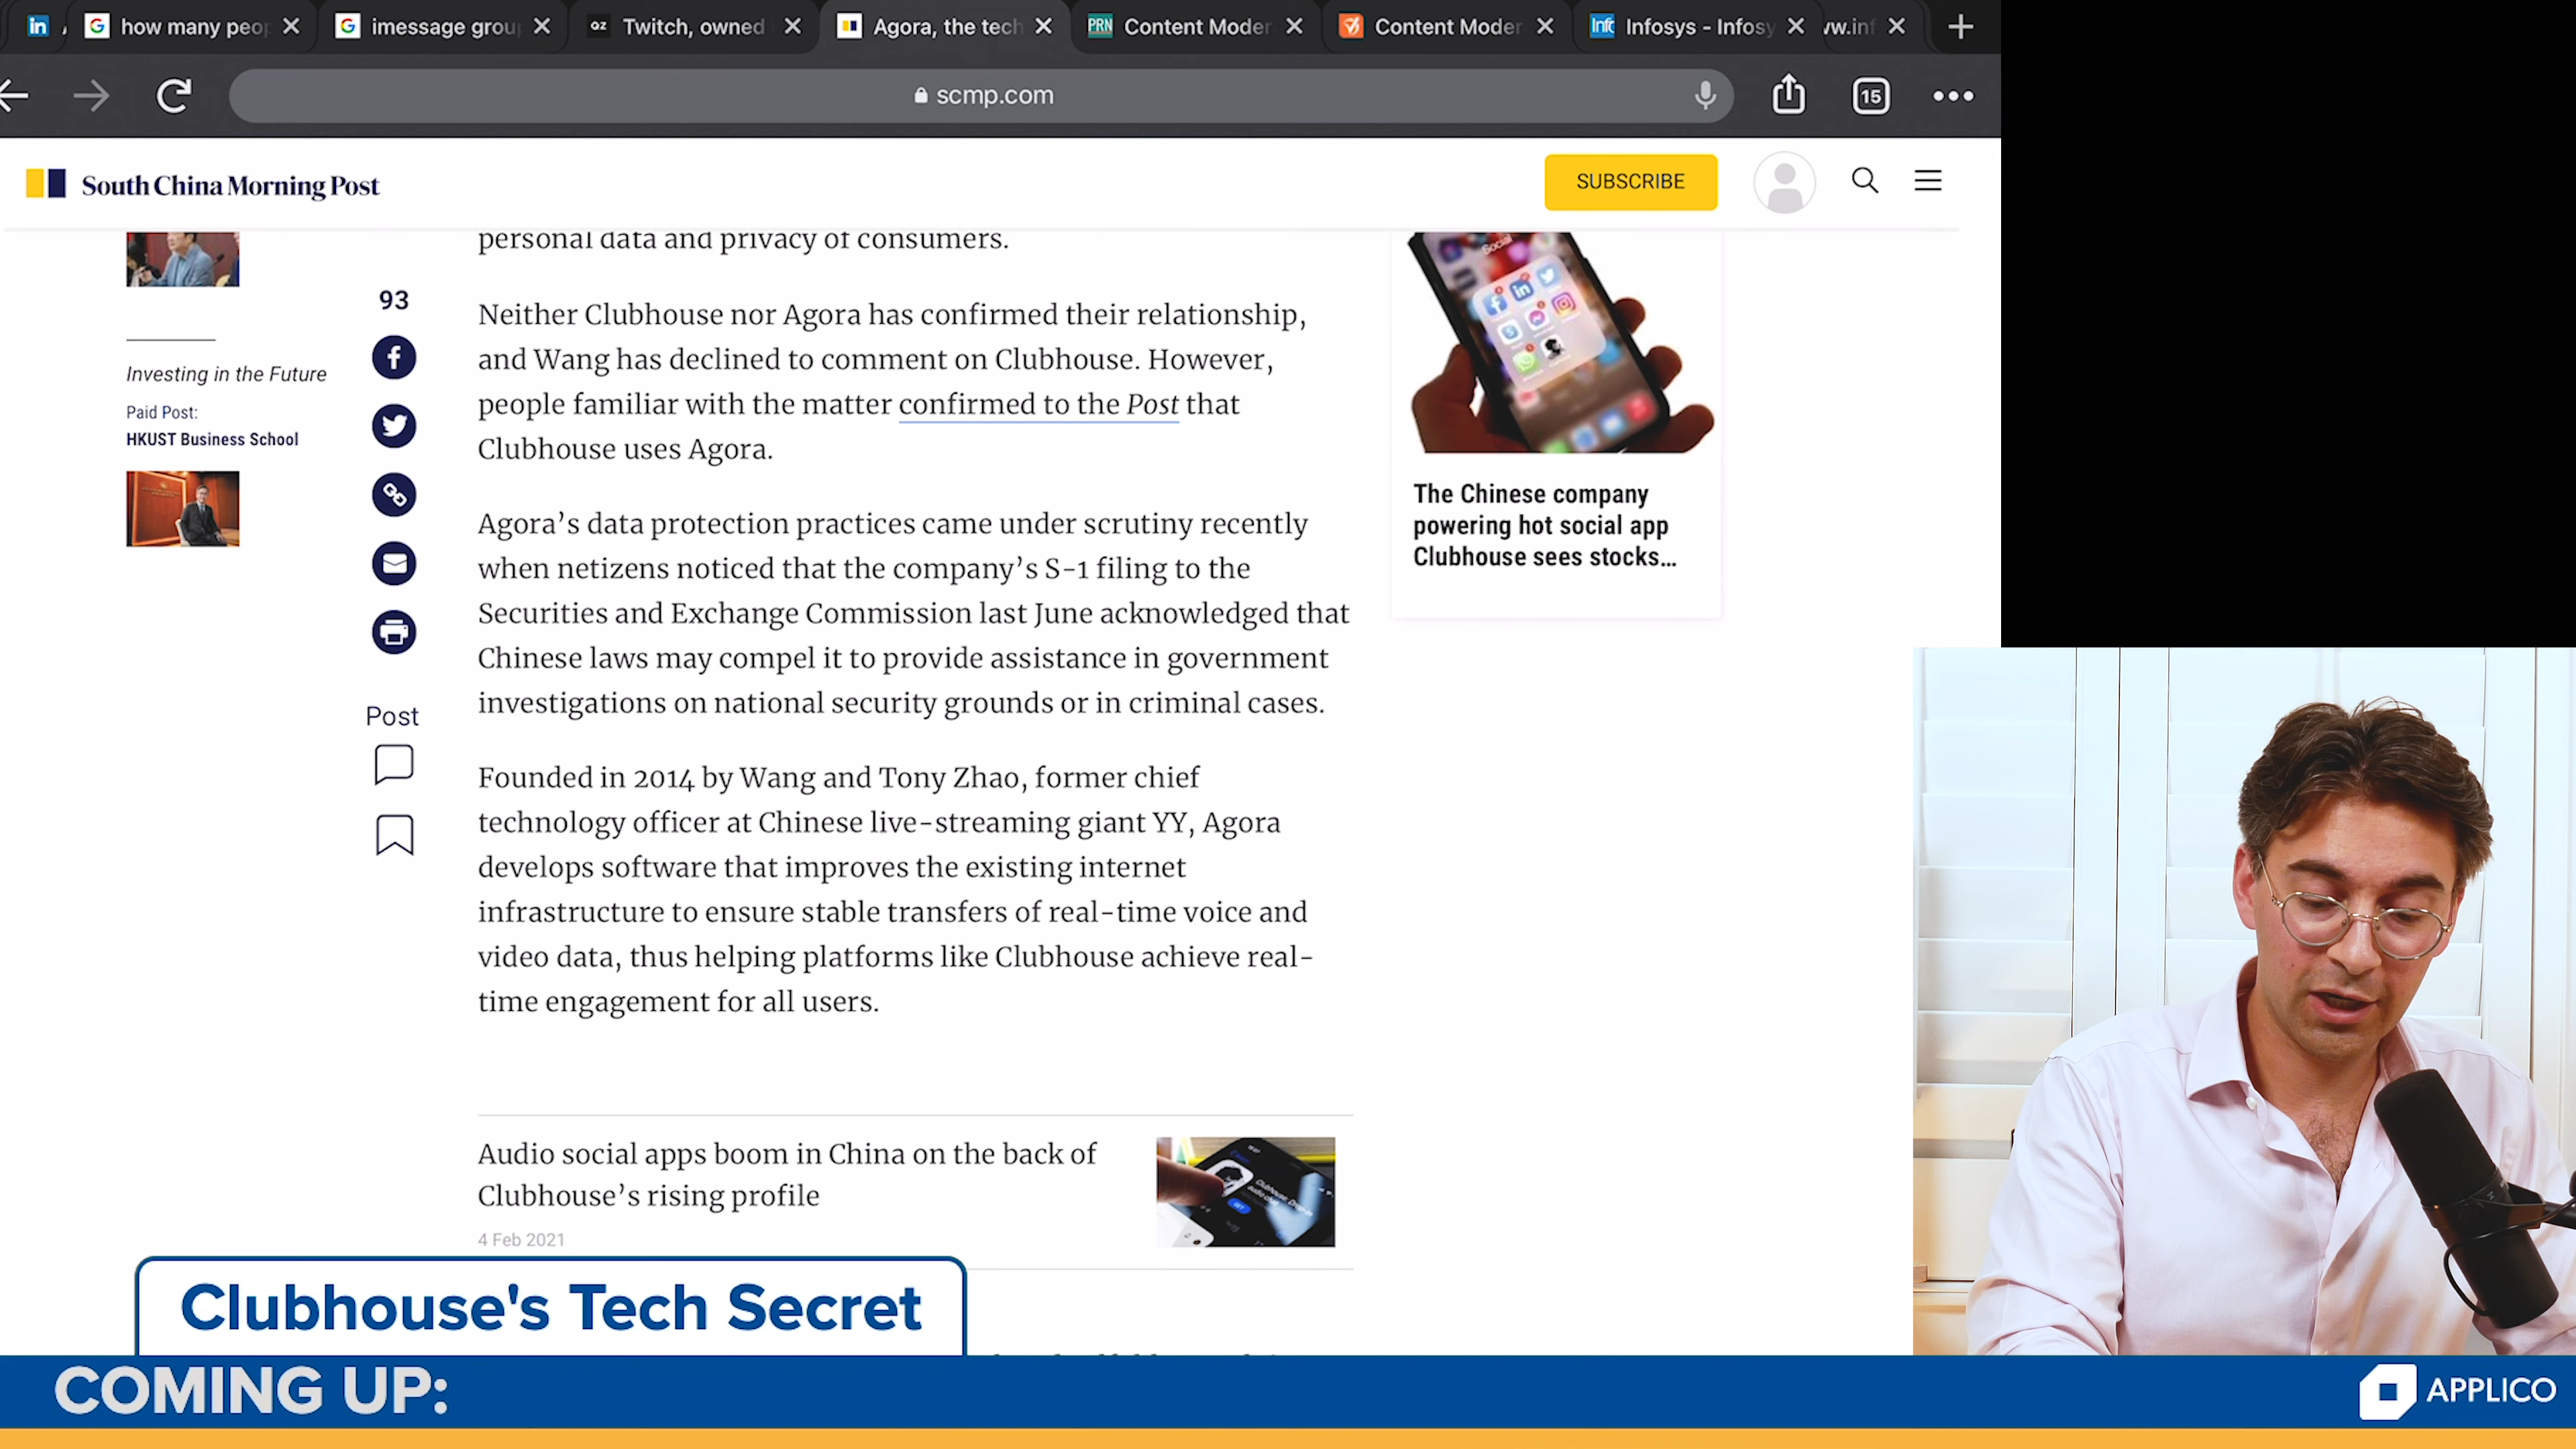 how many peop
imessage grou
QZ
Twitch, owned
Agora, the tech
PRN
Content Moder
Content Moder
Infosys - Infosy
scmp.com
15
South China Morning Post
SUBSCRIBE
personal data and privacy of consumers.
93
Neither Clubhouse nor Agora has confirmed their relationship,
and Wang has declined to comment on Clubhouse. However,
people familiar with the matter confirmed to the Post that
Clubhouse uses Agora.
Investing in the Future
Paid Post:
HKUST Business School
The Chinese company
powering hot social app
Clubhouse sees stocks...
Agora’s data protection practices came under scrutiny recently
when netizens noticed that the company’s S-1 filing to the
Securities and Exchange Commission last June acknowledged that
Chinese laws may compel it to provide assistance in government
investigations on national security grounds or in criminal cases.
Post
Founded in 2014 by Wang and Tony Zhao, former chief
technology officer at Chinese live-streaming giant YY, Agora
develops software that improves the existing internet
infrastructure to ensure stable transfers of real-time voice and
video data, thus helping platforms like Clubhouse achieve real-
time engagement for all users.
Audio social apps boom in China on the back of
Clubhouse’s rising profile
4 Feb 2021
Clubhouse's Tech Secret
COMING UP:
APPLICO